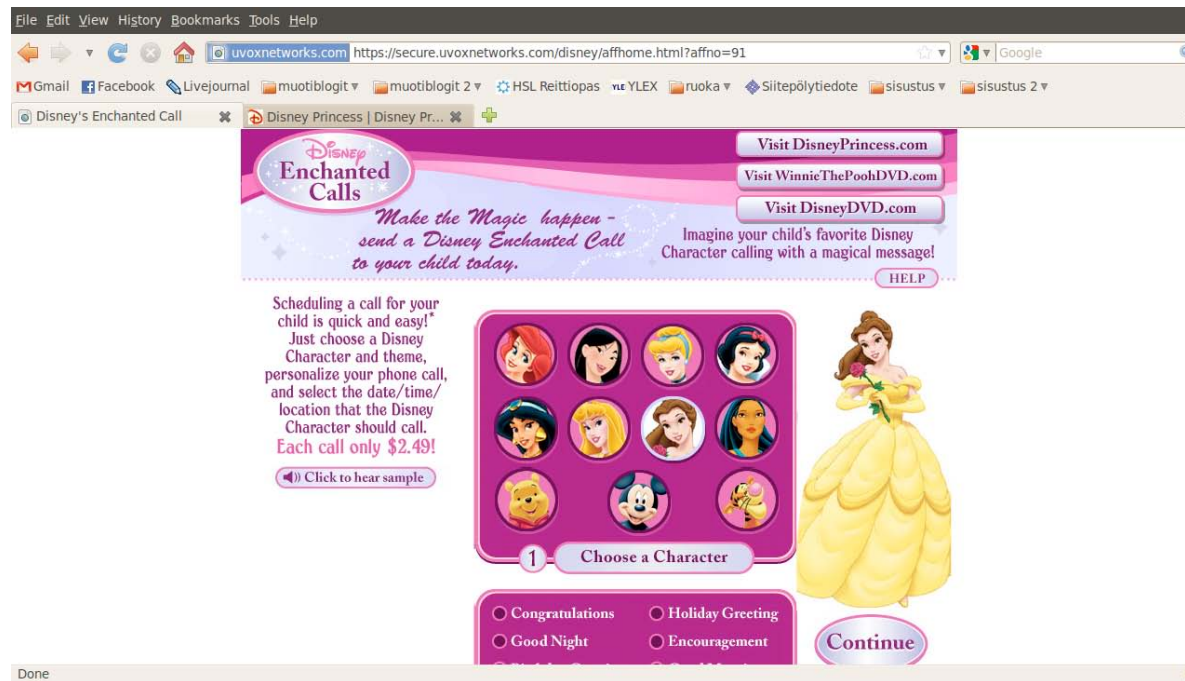 File Edit View History Bookmarks Tools Help
uvoxnetworks.com https://secure.uvoxnetworks.com/disney/affhome.html?affno=91
Google
Gmail Facebook Livejournal muotiblogit muotiblogit 2 HSL Reittiopas YLE YLEX ruoka Siitepölytiedote sisustus sisustus 2
Disney's Enchanted Call
Disney Princess | Disney Pr...
Disney
Enchanted
Calls
Make the Magic happen -
send a Disney Enchanted Call
to your child today.
Visit DisneyPrincess.com
Visit WinnieThePoohDVD.com
Visit DisneyDVD.com
Imagine your child's favorite Disney
Character calling with a magical message!
HELP
Scheduling a call for your
child is quick and easy!*
Just choose a Disney
Character and theme,
personalize your phone call,
and select the date/time/
location that the Disney
Character should call.
Each call only $2.49!
Click to hear sample
1 Choose a Character
Congratulations
Holiday Greeting
Good Night
Encouragement
Continue
Done